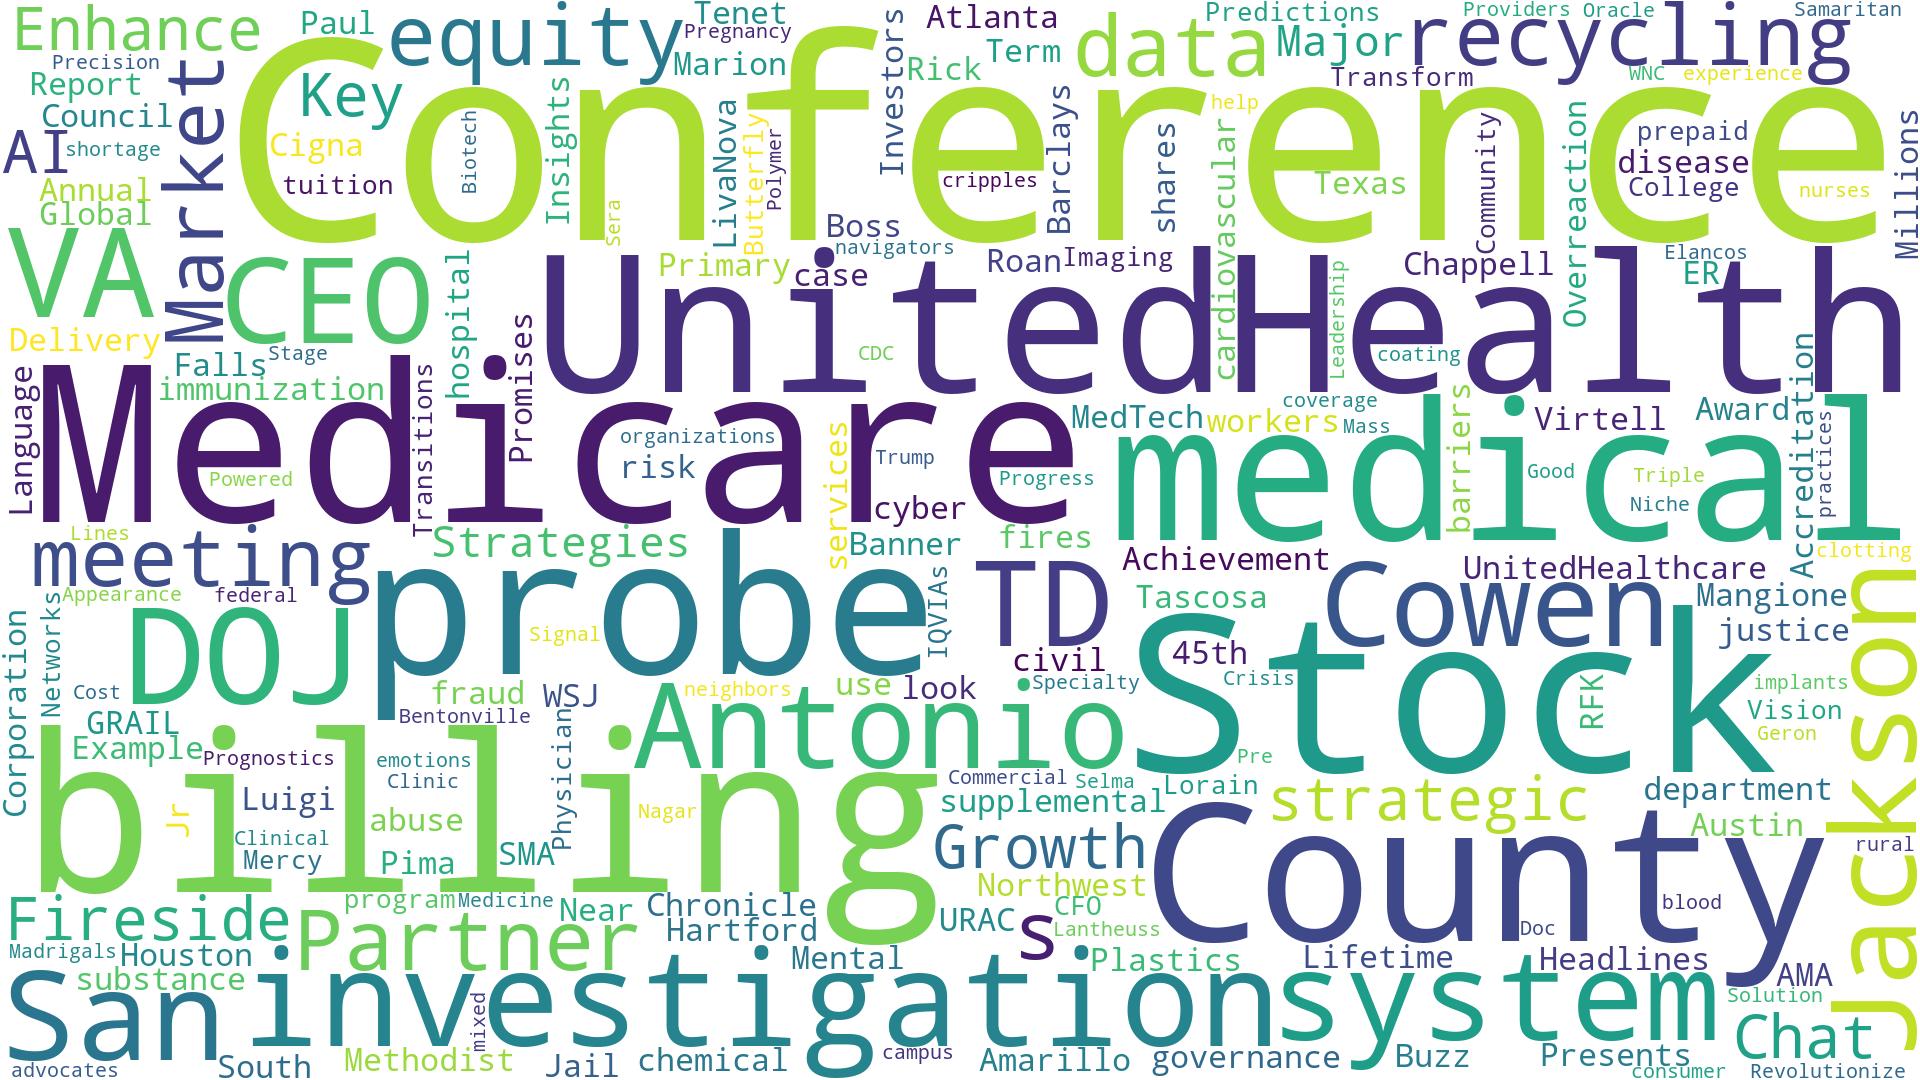 Enhance
Paul
equity
Tenet
Pregnancy
Atlanta
Predictions
Providers
Oracle
Samaritan
Precision
Report
Market
Key
Marion
Investors
Rick
Term
data
Major
recycling
Transform
WNC
experience
Council
AI
shortage
Cigna
tuition
Biotech
Insights
LivaNova
Butterfly
Polymer
Conference
cripples
Barclays
shares
cardiovascular
help
Texas
Community
Overreaction
prepaid
disease
College
nurses
Millions
Annual
Global
Sera
Boss
navigators
VA
CEO
hospital
Primary
case
Roan
Imaging
Chappell
Elancos
ER
Delivery
Falls
Stage
immunization
Promises
UnitedHealth
CDC
Leadership
coating
Language
Medicare
Transitions
Powered
organizations
risk
services
Trump
cyber
Progress
MedTech
workers
coverage
Mass
barriers
medical
Virtell
Good
Award
Triple
Niche
Accreditation
practices
Lines
meeting
Strategies
Banner
fires
Achievement
UnitedHealthcare
clotting
Appearance
federal
probe
Signal
IQVIAs
TD
Tascosa
Cowen
Mangione
justice
Jackson
Corporation
Networks
Cost
DOJ
fraud
WSJ
neighbors
use
look
civil
Specialty
45th
Crisis
Stock
RFK
implants
Vision
Geron
GRAIL
Example
Prognostics
Bentonville
emotions
Clinic
Physician
Antonio
Commercial
Selma
Lorain
Pre
billing
Jr
Luigi
Clinical
Mercy
abuse
Pima
SMA
Nagar
supplemental
Growth
strategic
department
Austin
rural
County
Northwest
CFO
Lantheuss
URAC
s
Doc
blood
Fireside
Madrigals
Houston
substance
program
Medicine
Partner
Near
Chronicle
Hartford
Mental
Plastics
Lifetime
Headlines
AMA
Solution
San
investigation
mixed
system
Chat
advocates
South
Methodist
Jail
chemical
campus
Amarillo
governance
Buzz
Presents
consumer
Revolutionize